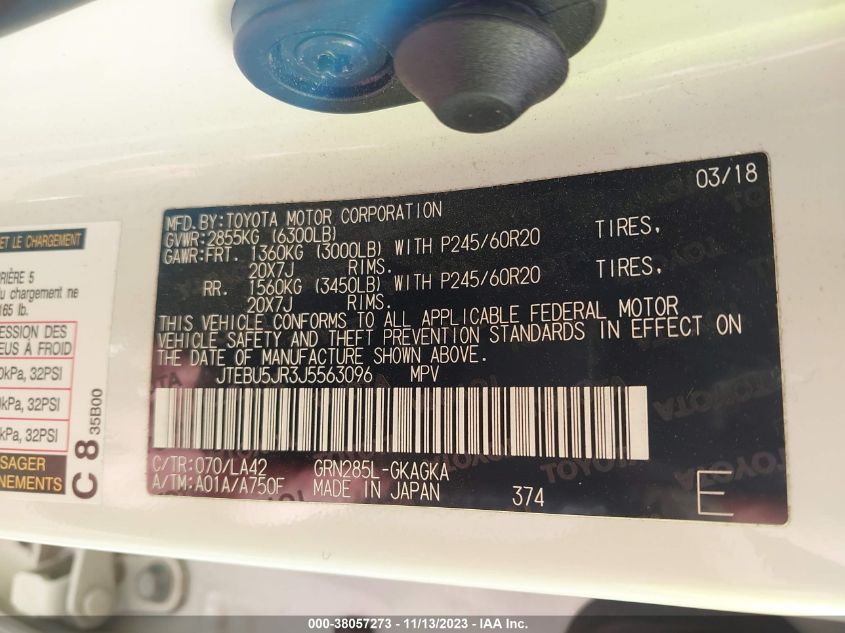 03/18
MFD. BY: TOYOTA MOTOR CORPORATION
GVWR: 2855KG (6300LB)
GAWR: FRT. 1360KG (3000LB) WITH P245/60R20 TIRES,
20X7J RIMS.
RR. 1560KG (3450LB) WITH P245/60R20 TIRES,
20X7J RIMS.
THIS VEHICLE CONFORMS TO ALL APPLICABLE FEDERAL MOTOR
VEHICLE SAFETY AND THEFT PREVENTION STANDARDS IN EFFECT ON
THE DATE OF MANUFACTURE SHOWN ABOVE.
JTEBU5JR3J5563096 MPV
C/TR: 070/LA42 GRN285L-GKAGKA
A/TM: A01A/A750F MADE IN JAPAN 374 E
ET LE CHARGEMENT
RIÈRE 5
chargement ne
165 lb.
ESSION DES
EUS À FROID
0kPa, 32PSI
kPa, 32PSI
kPa, 32PSI
SAGER
NEMENTS
C 8 35B00
TOYOTA
000-38057273 - 11/13/2023 - IAA Inc.